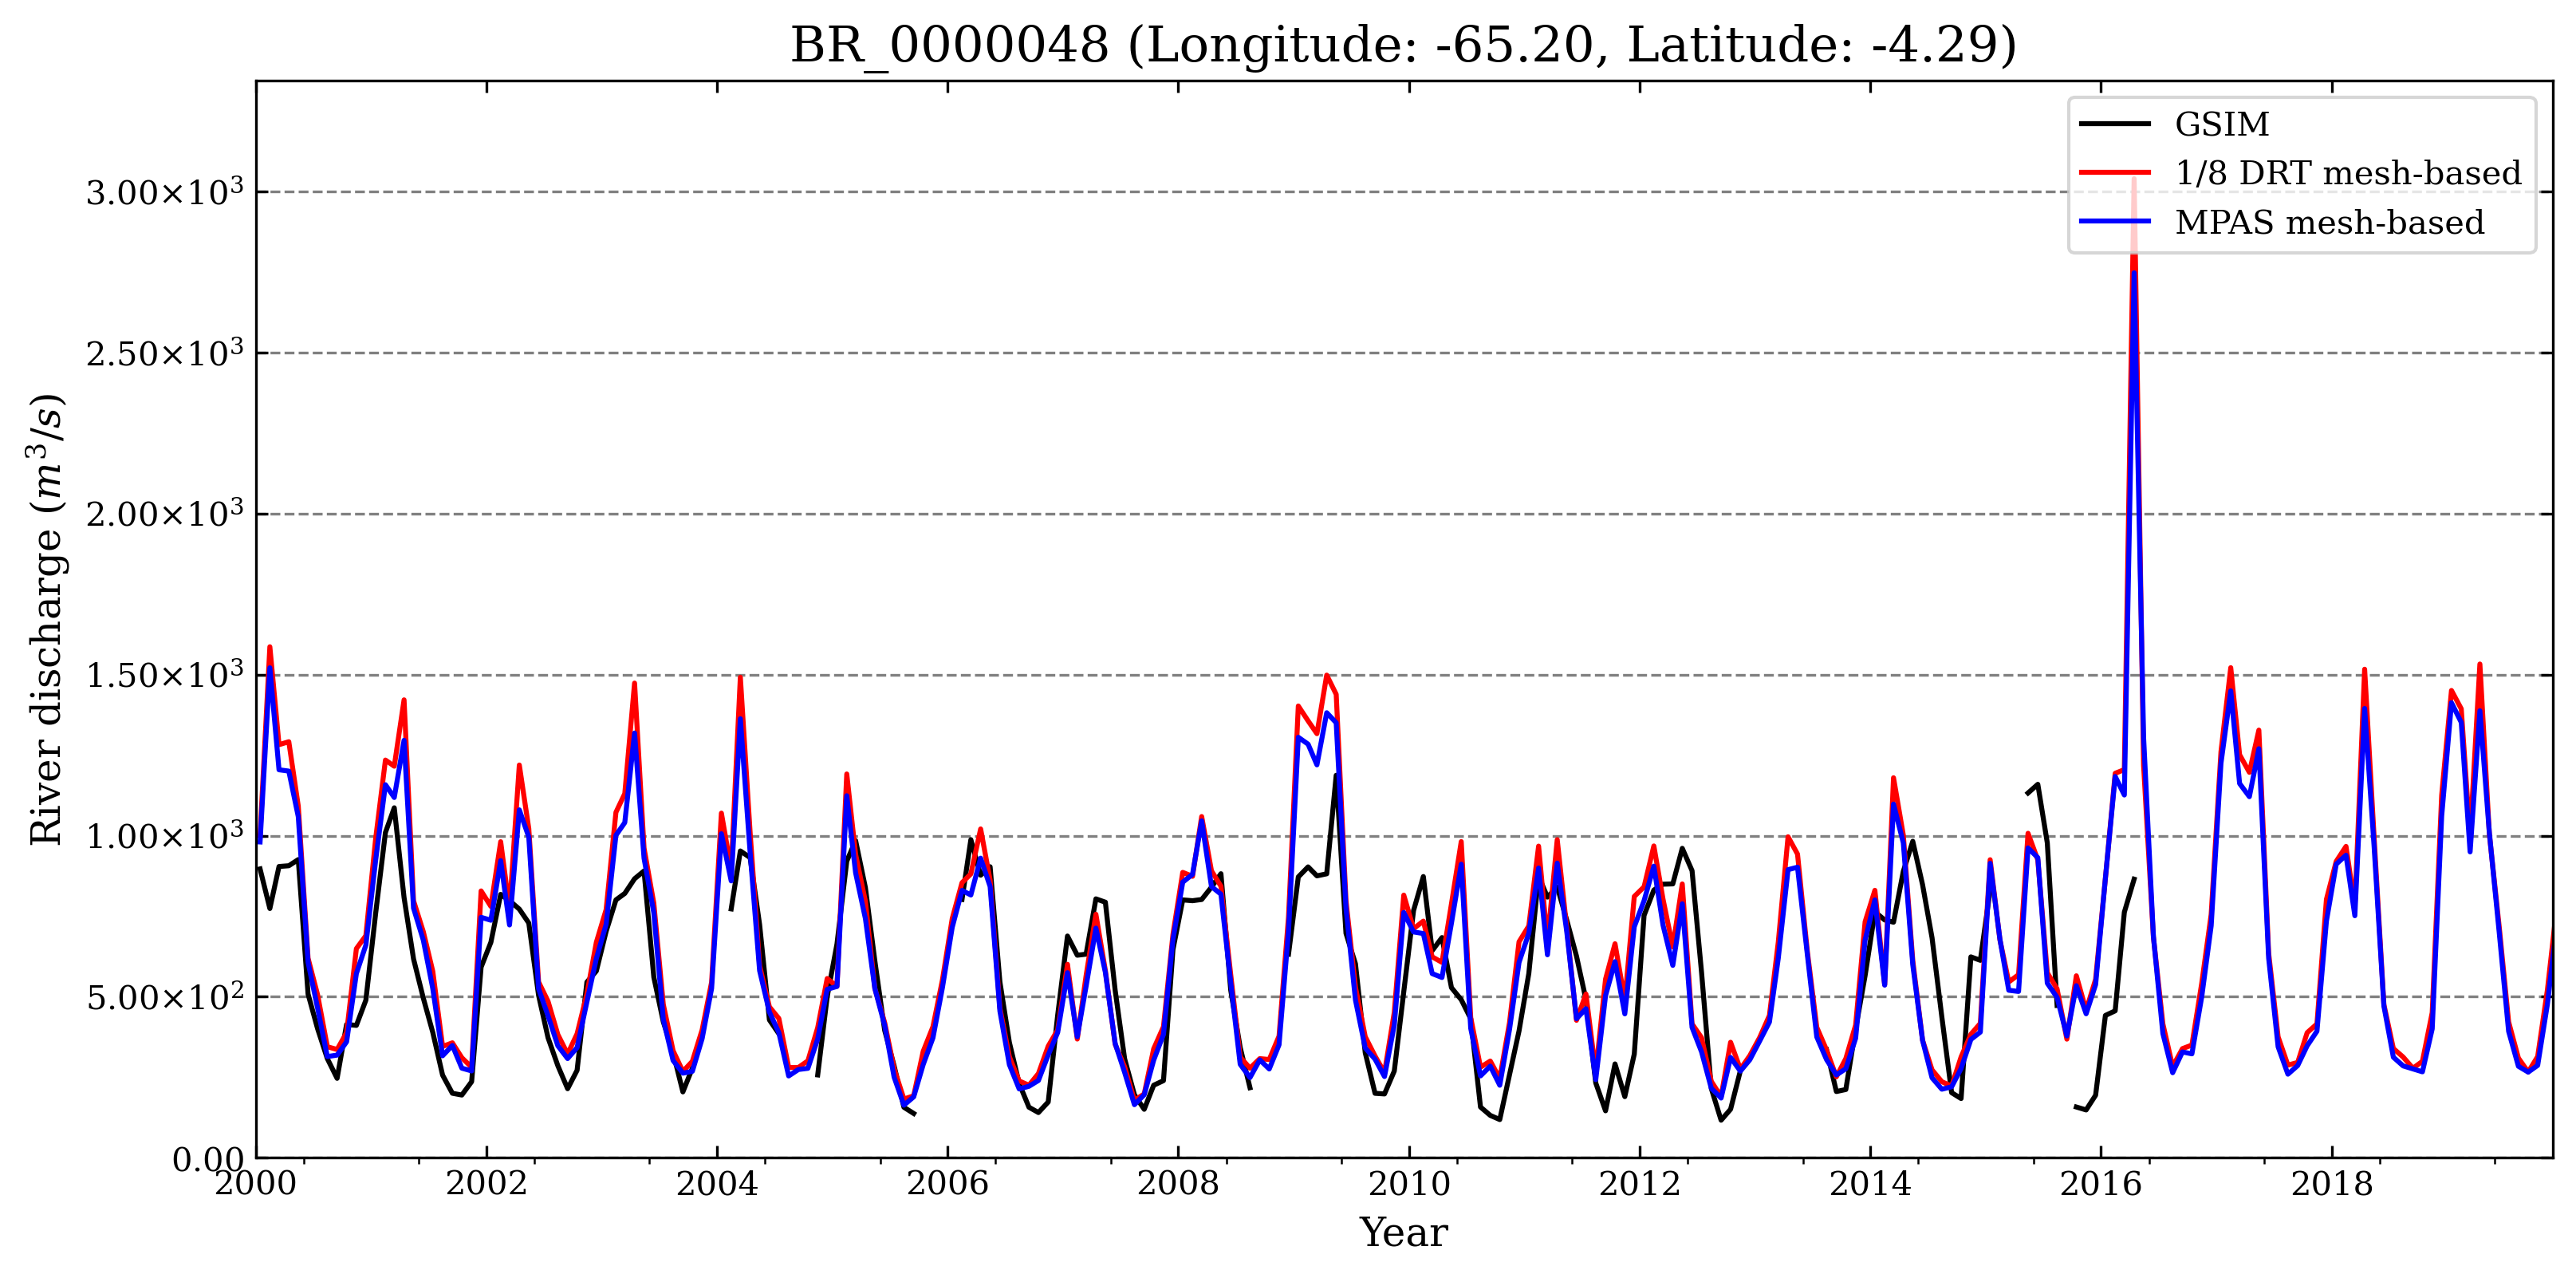 BR_0000048 (Longitude: -65.20, Latitude: -4.29)
GSIM
1/8 DRT mesh-based
MPAS mesh-based
River discharge (m³/s)
3.00×10³
2.50×10³
2.00×10³
1.50×10³
1.00×10³
5.00×10²
0.00
2000 2002 2004 2006 2008 2010 2012 2014 2016 2018
Year